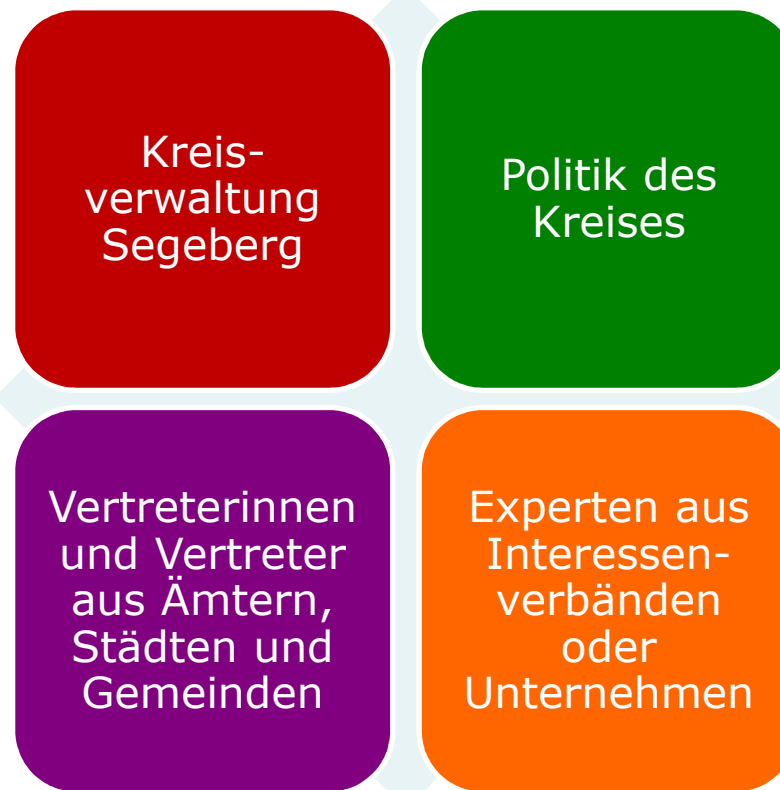 Kreis-
verwaltung
Segeberg
Politik des
Kreises
Vertreterinnen
und Vertreter
aus Ämtern,
Städten und
Gemeinden
Experten aus
Interessen-
verbänden
oder
Unternehmen